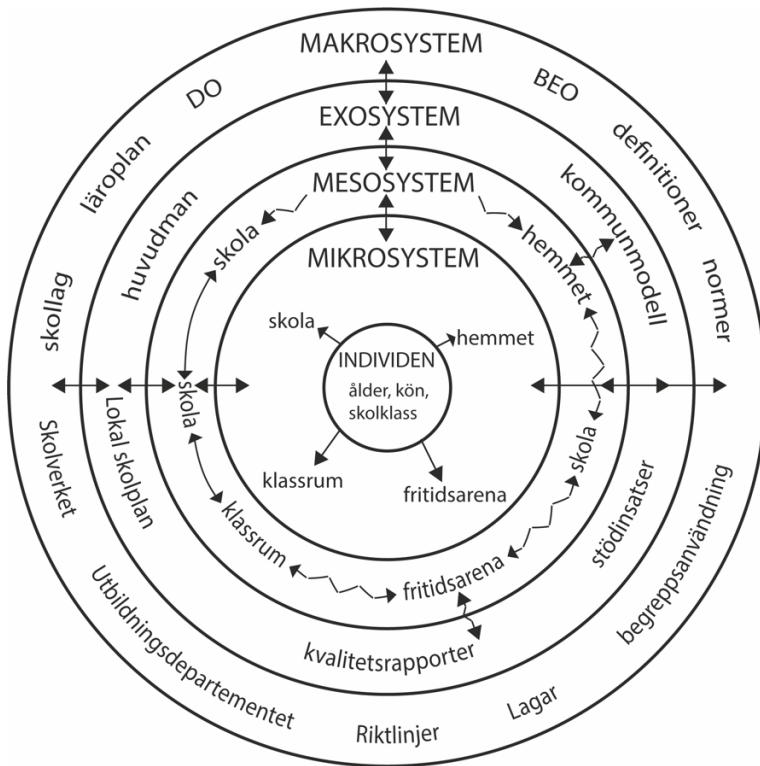 MAKROSYSTEM
DO
BEO
läroplan
definitioner
skollag
normer
Skolverket
begreppsanvändning
Utbildningsdepartementet
Riktlinjer
Lagar
EXOSYSTEM
huvudman
kommunmodell
Lokal skolplan
stödinsatser
kvalitetsrapporter
MESOSYSTEM
skola
hemmet
skola
skola
klassrum
fritidsarena
MIKROSYSTEM
skola
hemmet
INDIVIDEN
ålder, kön,
skolklass
klassrum
fritidsarena